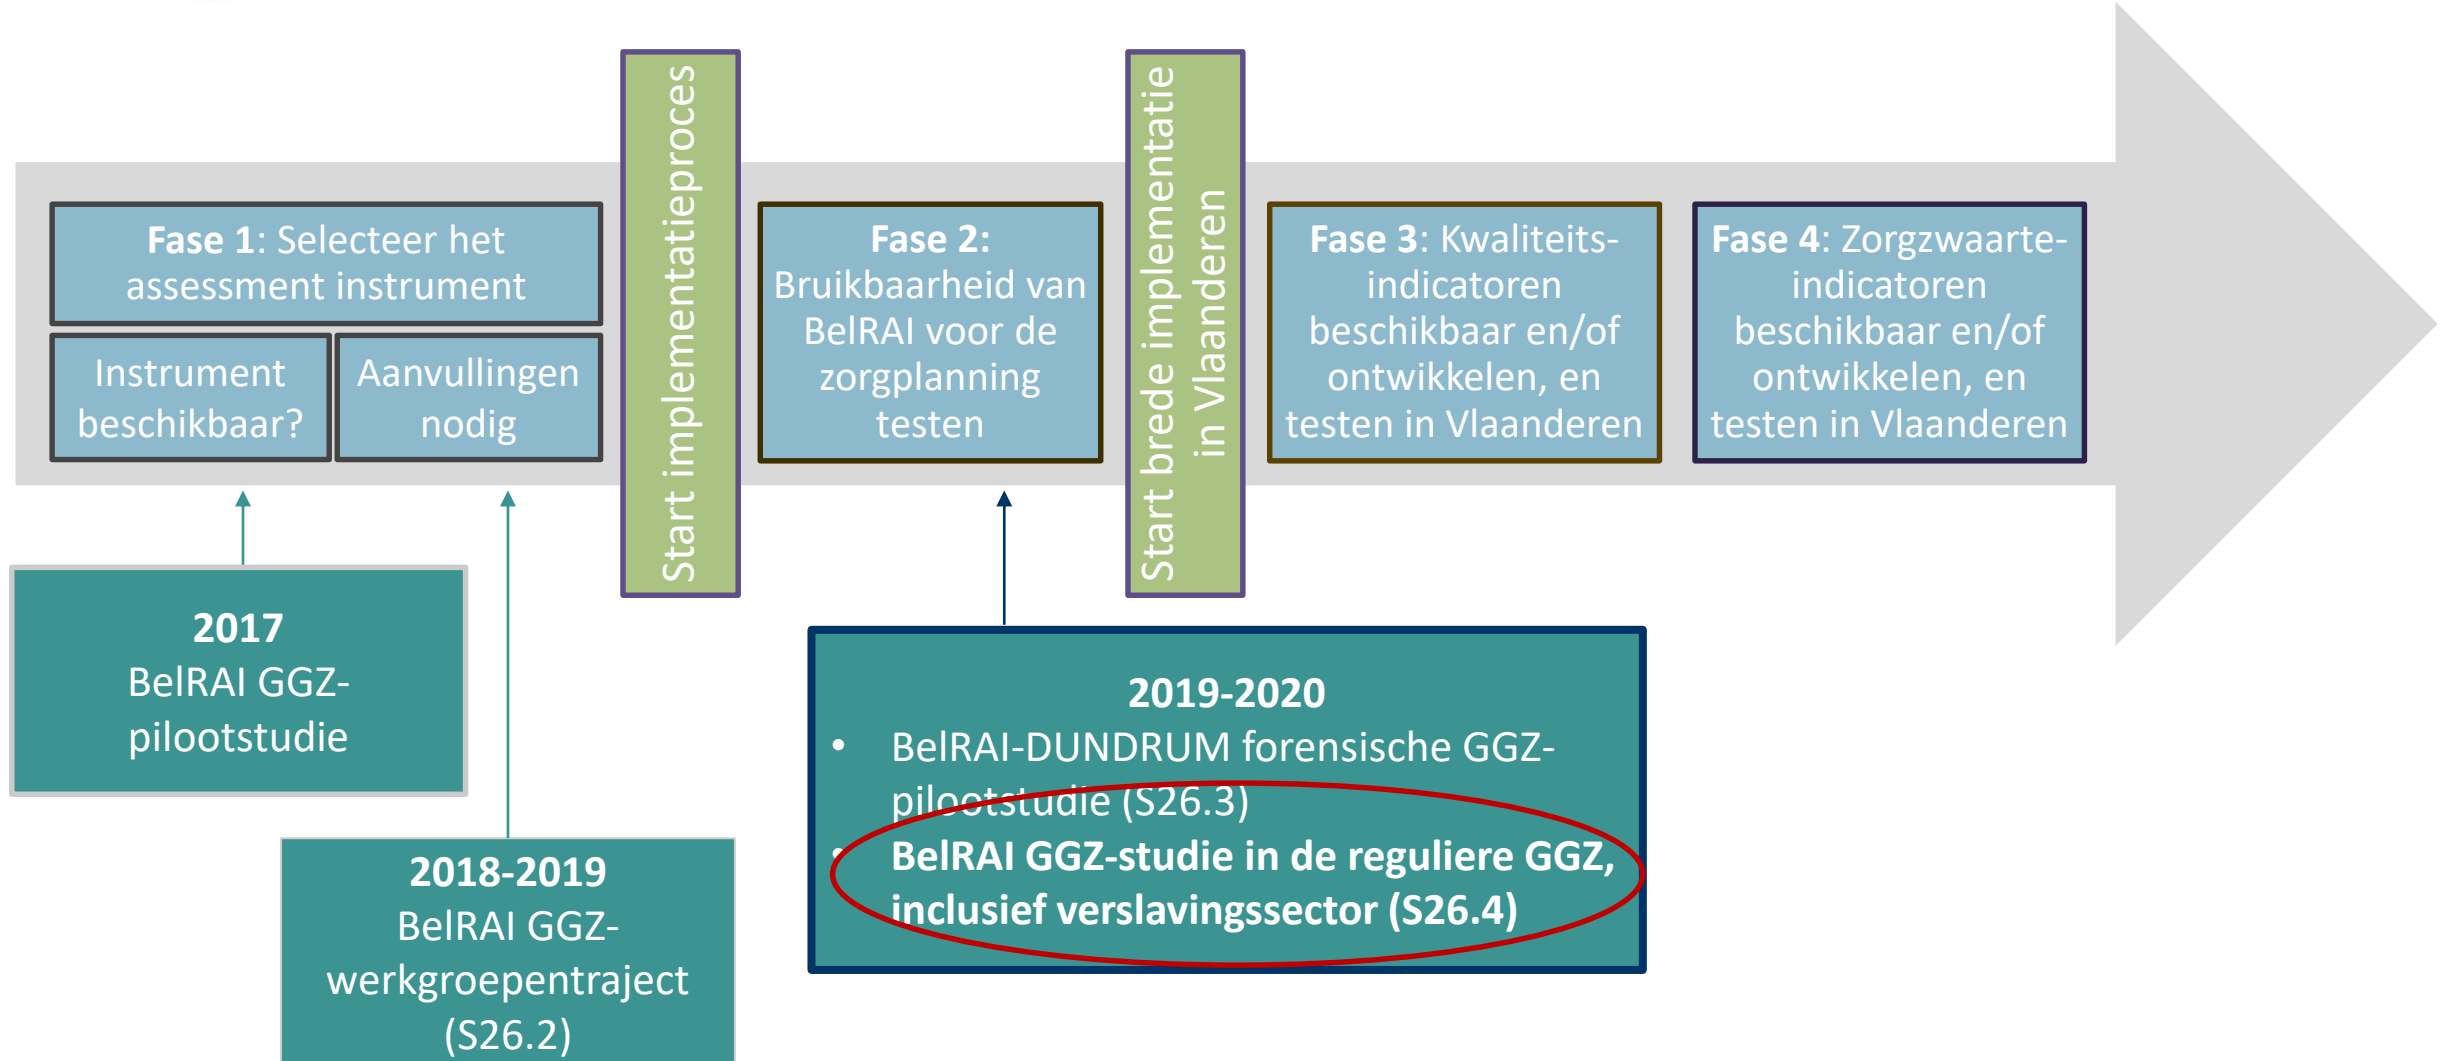 Fase 1: Selecteer het
assessment instrument
Instrument
beschikbaar?
Aanvullingen
nodig
Start implementatieproces
Fase 2:
Bruikbaarheid van
BelRAI voor de
zorgplanning
testen
Start brede implementatie
in Vlaanderen
Fase 3: Kwaliteits-
indicatoren
beschikbaar en/of
ontwikkelen, en
testen in Vlaanderen
Fase 4: Zorgzwaarte-
indicatoren
beschikbaar en/of
ontwikkelen, en
testen in Vlaanderen
2017
BelRAI GGZ-
pilootstudie
2018-2019
BelRAI GGZ-
werkgroepentraject
(S26.2)
2019-2020
• BelRAI-DUNDRUM forensische GGZ-
pilootstudie (S26.3)
• BelRAI GGZ-studie in de reguliere GGZ,
inclusief verslavingssector (S26.4)